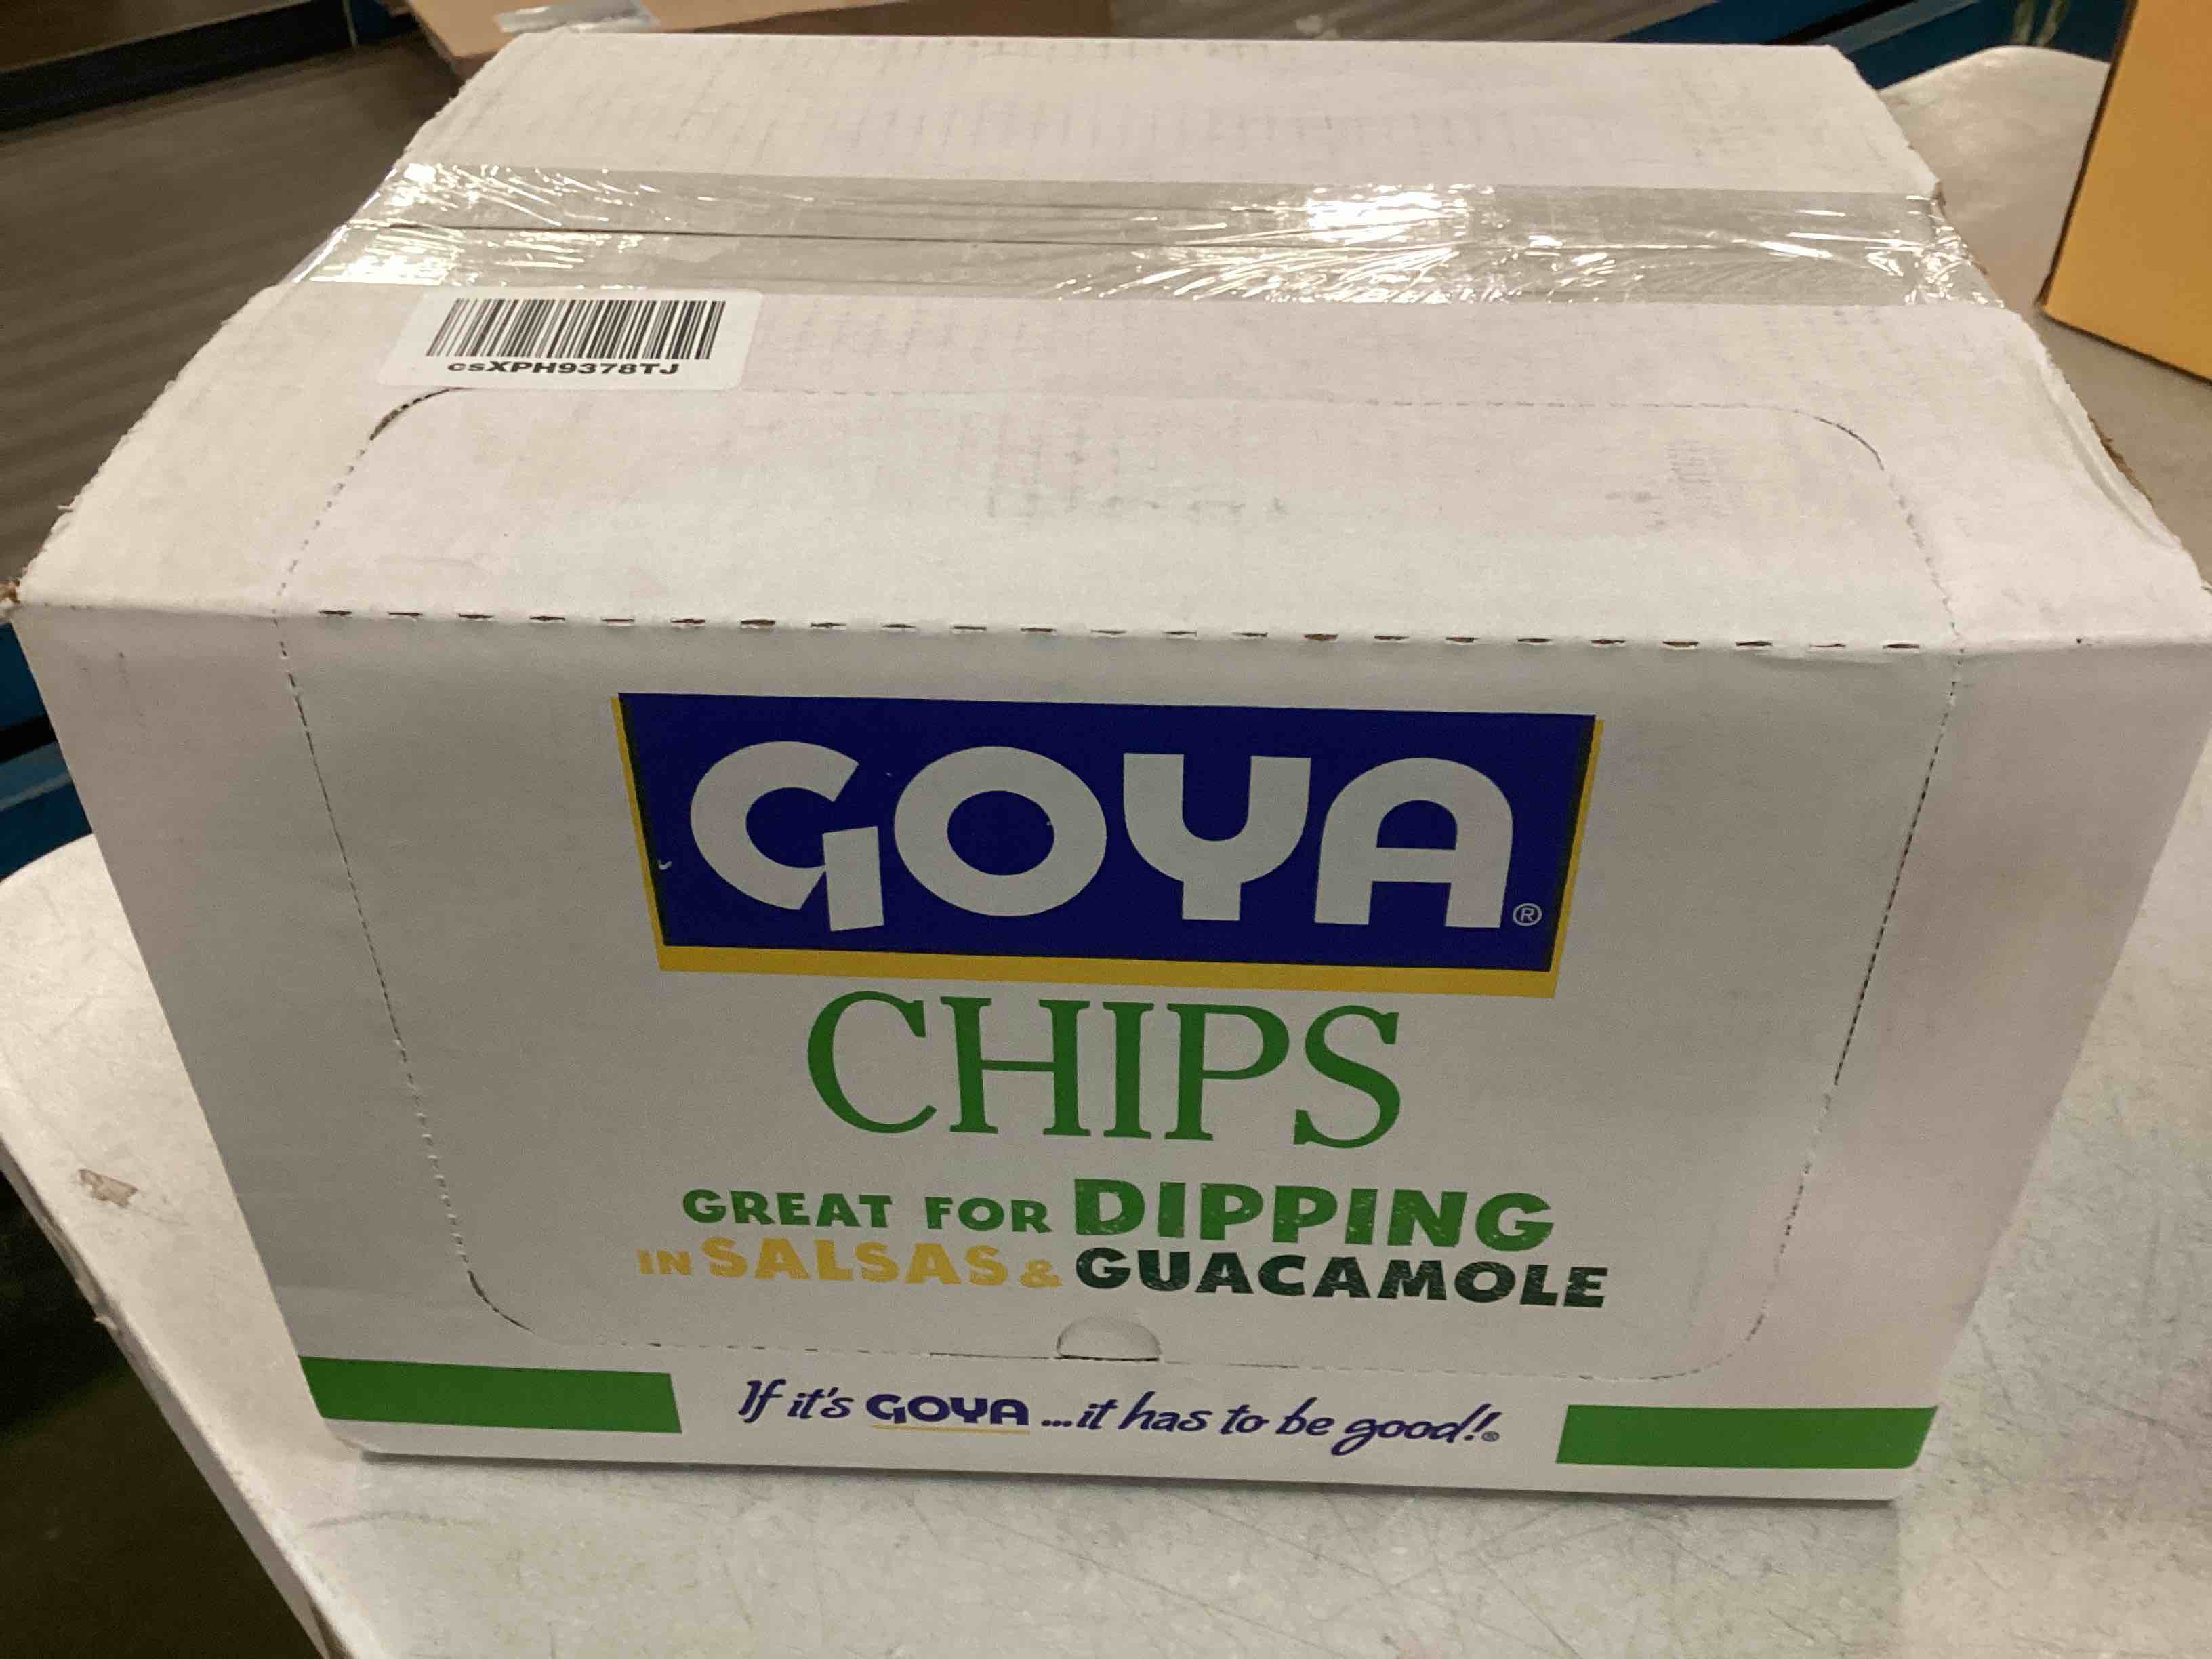 csXPH9378TJ
GOYA®
CHIPS
GREAT FOR DIPPING
IN SALSAS & GUACAMOLE
If it's GOYA ...it has to be good!®